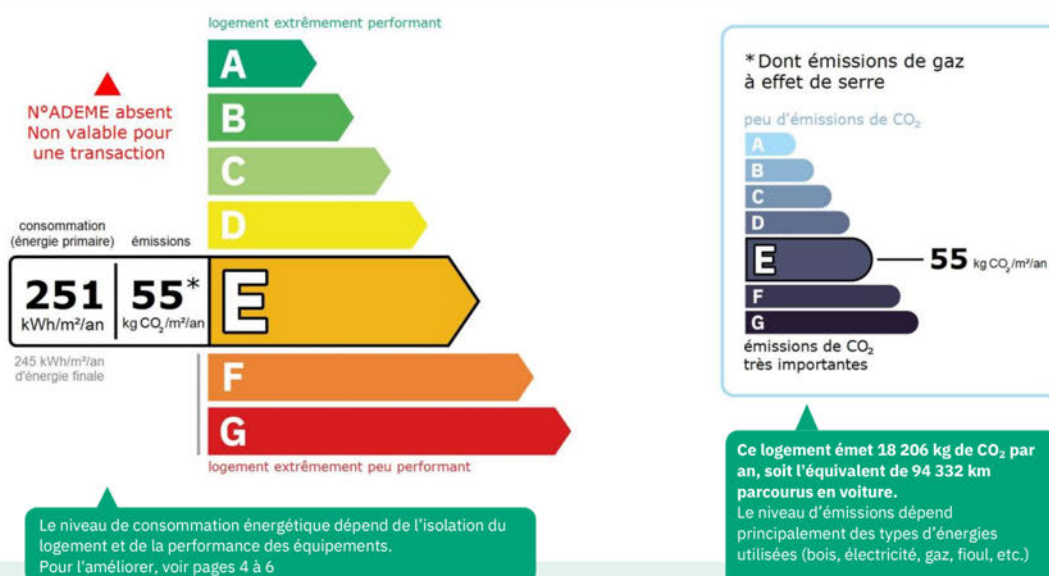 logement extrêmement performant
N°ADEME absent
Non valable pour
une transaction
A
B
C
D
consommation
(énergie primaire)
émissions
251
kWh/m²/an
55*
kg CO₂/m²/an
E
245 kWh/m²/an
d'énergie finale
F
G
logement extrêmement peu performant
Le niveau de consommation énergétique dépend de l'isolation du
logement et de la performance des équipements.
Pour l'améliorer, voir pages 4 à 6
*Dont émissions de gaz
à effet de serre
peu d'émissions de CO₂
A
B
C
D
E
55 kg CO₂/m²/an
F
G
émissions de CO₂
très importantes
Ce logement émet 18 206 kg de CO₂ par
an, soit l'équivalent de 94 332 km
parcourus en voiture.
Le niveau d'émissions dépend
principalement des types d'énergies
utilisées (bois, électricité, gaz, fioul, etc.)